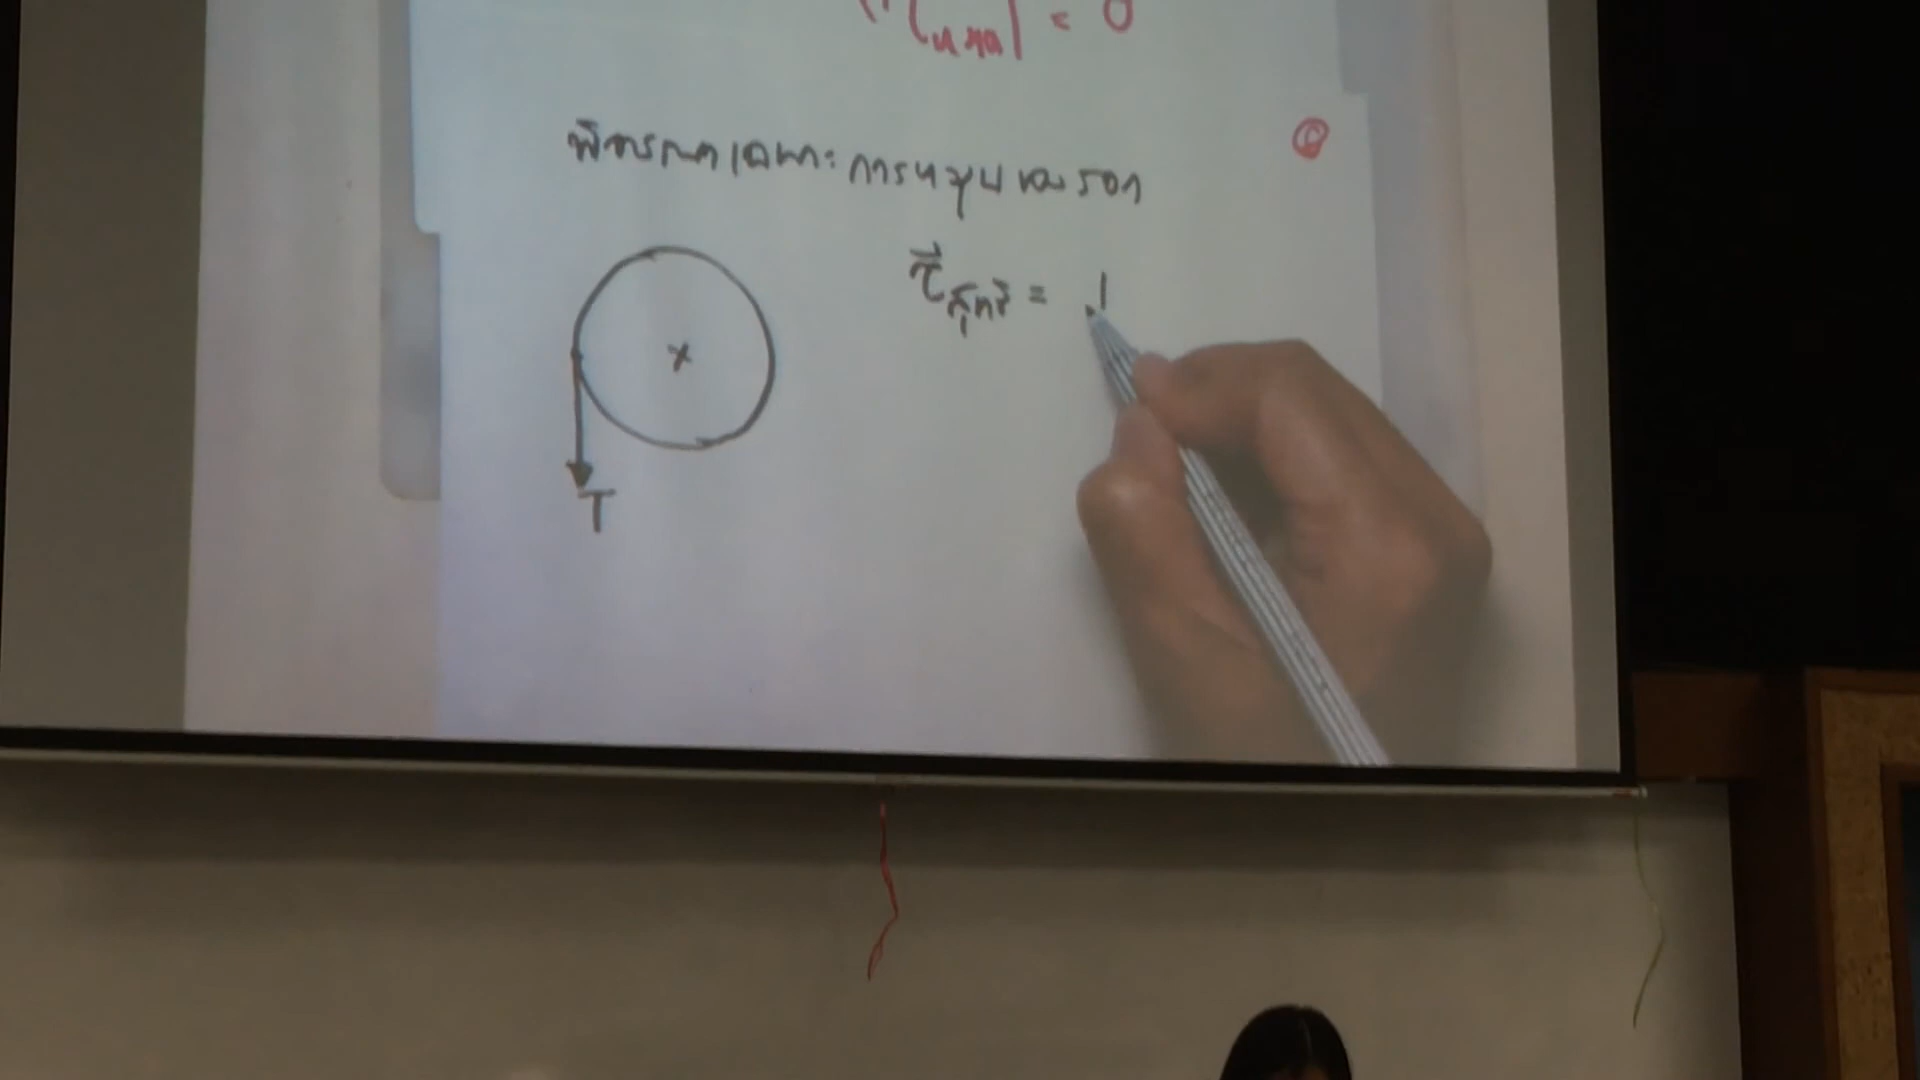 = 0
พิจารณาเฉพาะการหมุนของรอก
τ⃗สุทธิ =
T